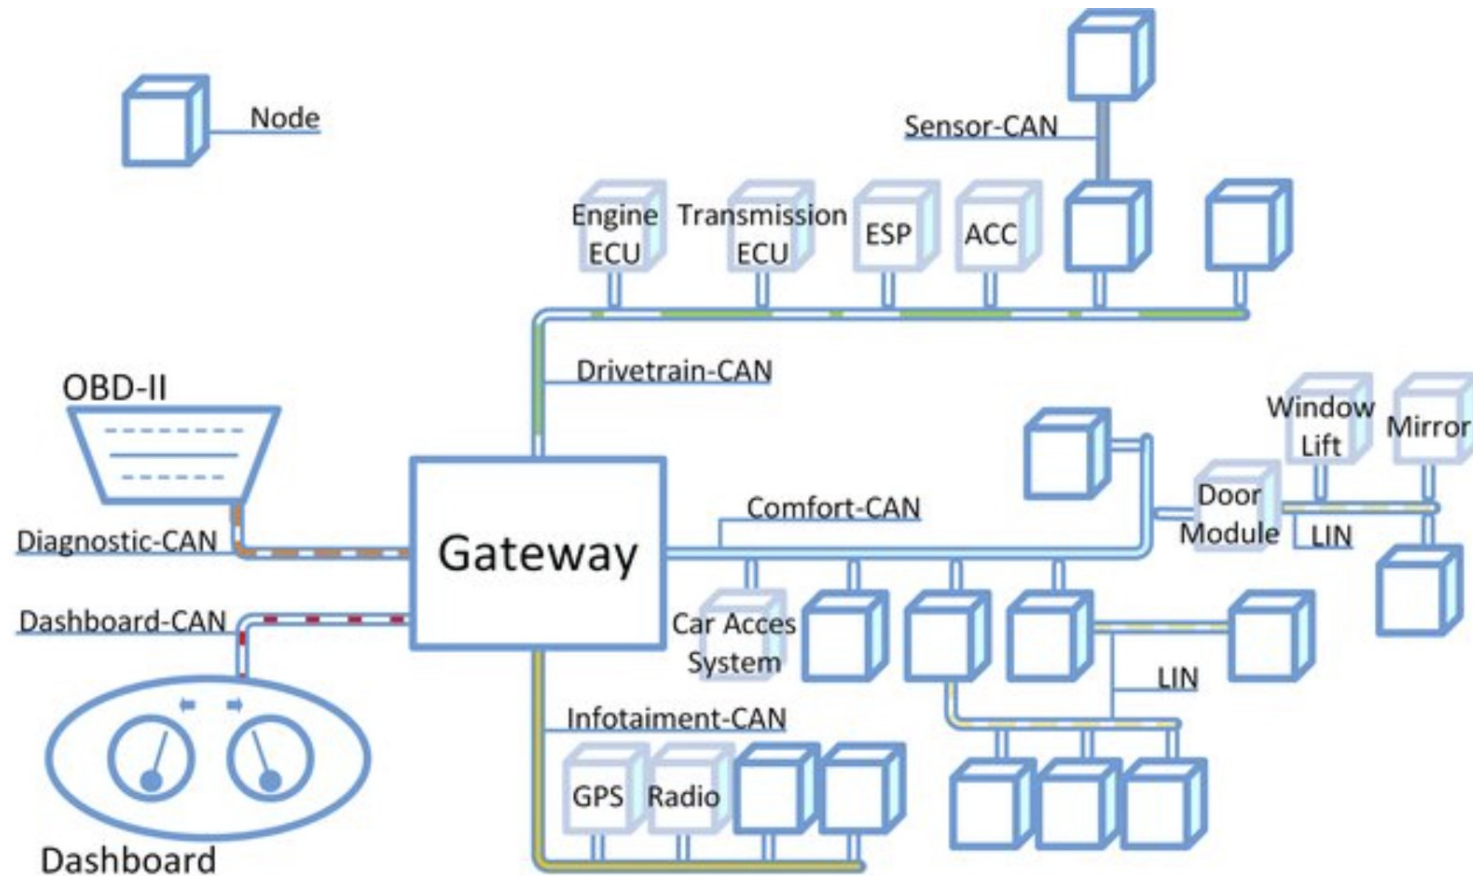 Node
Sensor-CAN
Engine
ECU
Transmission
ECU
ESP
ACC
Drivetrain-CAN
OBD-II
Window
Lift
Mirror
Door
Module
LIN
Comfort-CAN
Diagnostic-CAN
Gateway
Dashboard-CAN
Car Acces
System
LIN
Infotaiment-CAN
GPS
Radio
Dashboard